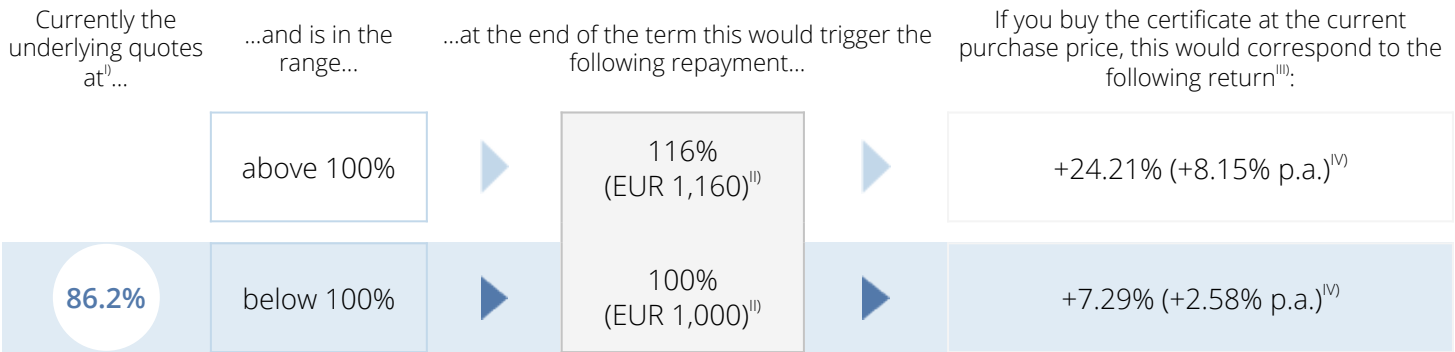 Currently the
underlying quotes
at^I)...
...and is in the
range...
...at the end of the term this would trigger the
following repayment...
If you buy the certificate at the current
purchase price, this would correspond to the
following return^III):
above 100%
116%
(EUR 1,160)^II)
+24.21% (+8.15% p.a.)^IV)
86.2%
below 100%
100%
(EUR 1,000)^II)
+7.29% (+2.58% p.a.)^IV)